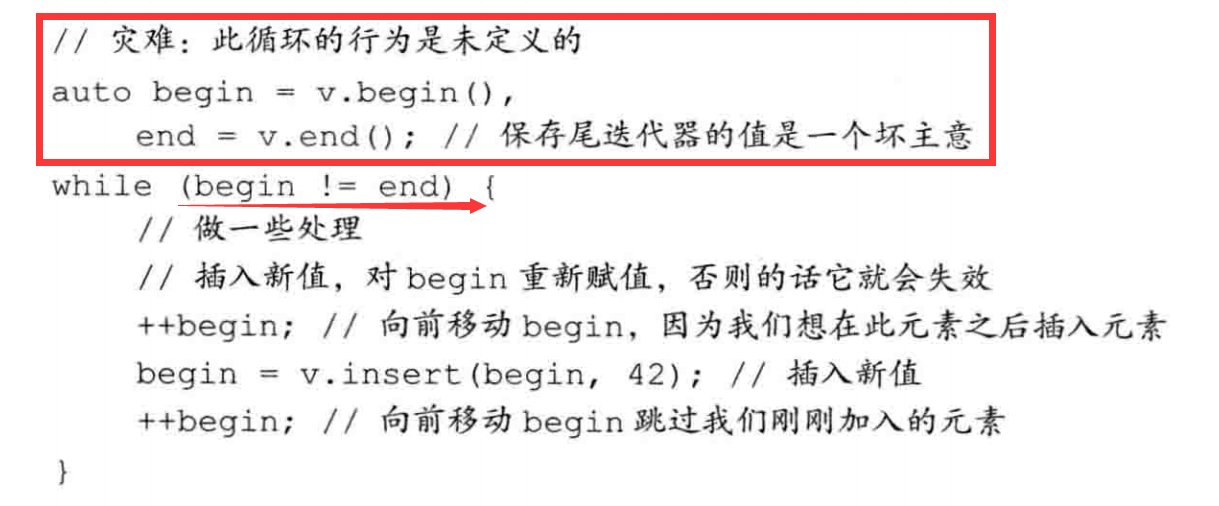 // 灾难：此循环的行为是未定义的
auto begin = v.begin(),
end = v.end(); // 保存尾迭代器的值是一个坏主意
while (begin != end) {
// 做一些处理
// 插入新值，对 begin 重新赋值，否则的话它就会失效
++begin; // 向前移动 begin，因为我们想在此元素之后插入元素
begin = v.insert(begin, 42); // 插入新值
++begin; // 向前移动 begin 跳过我们刚刚加入的元素
}